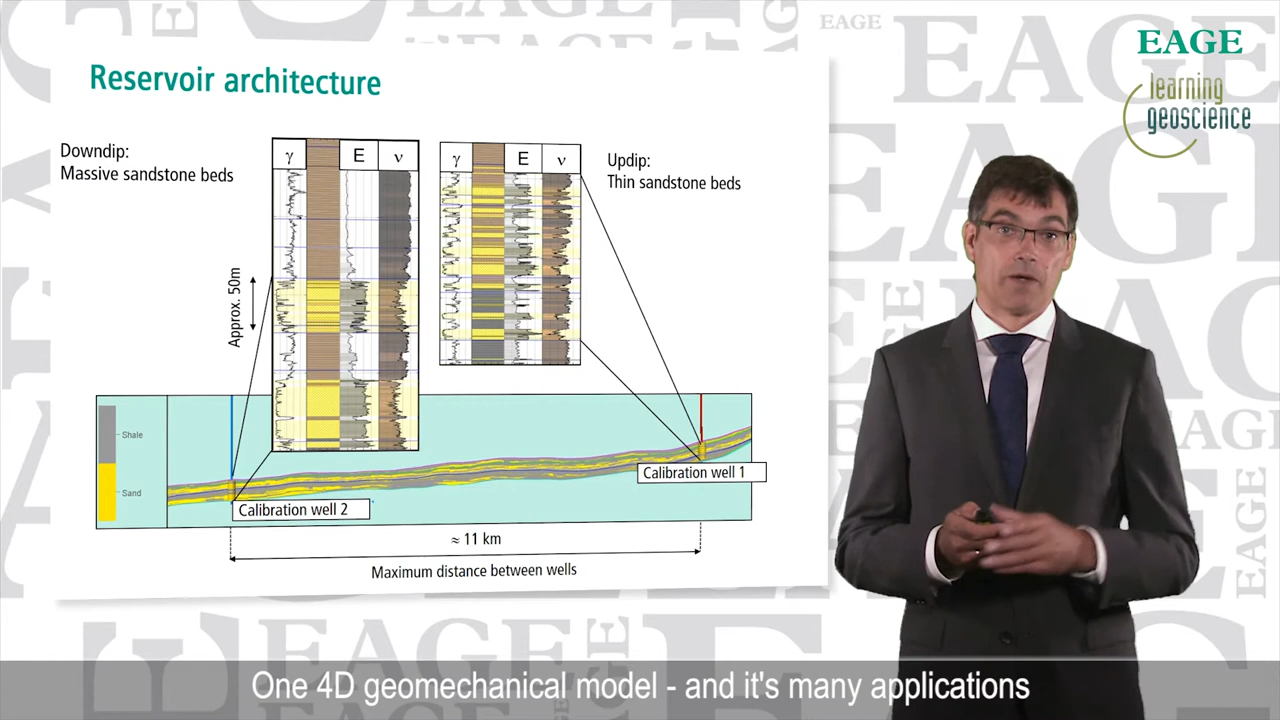 EAGE
EAGE
learning
geoscience
Reservoir architecture
Downdip:
Massive sandstone beds
γ E ν
γ E ν
Updip:
Thin sandstone beds
Approx. 50m
Shale
Sand
Calibration well 1
Calibration well 2
≈ 11 km
Maximum distance between wells
One 4D geomechanical model - and it's many applications